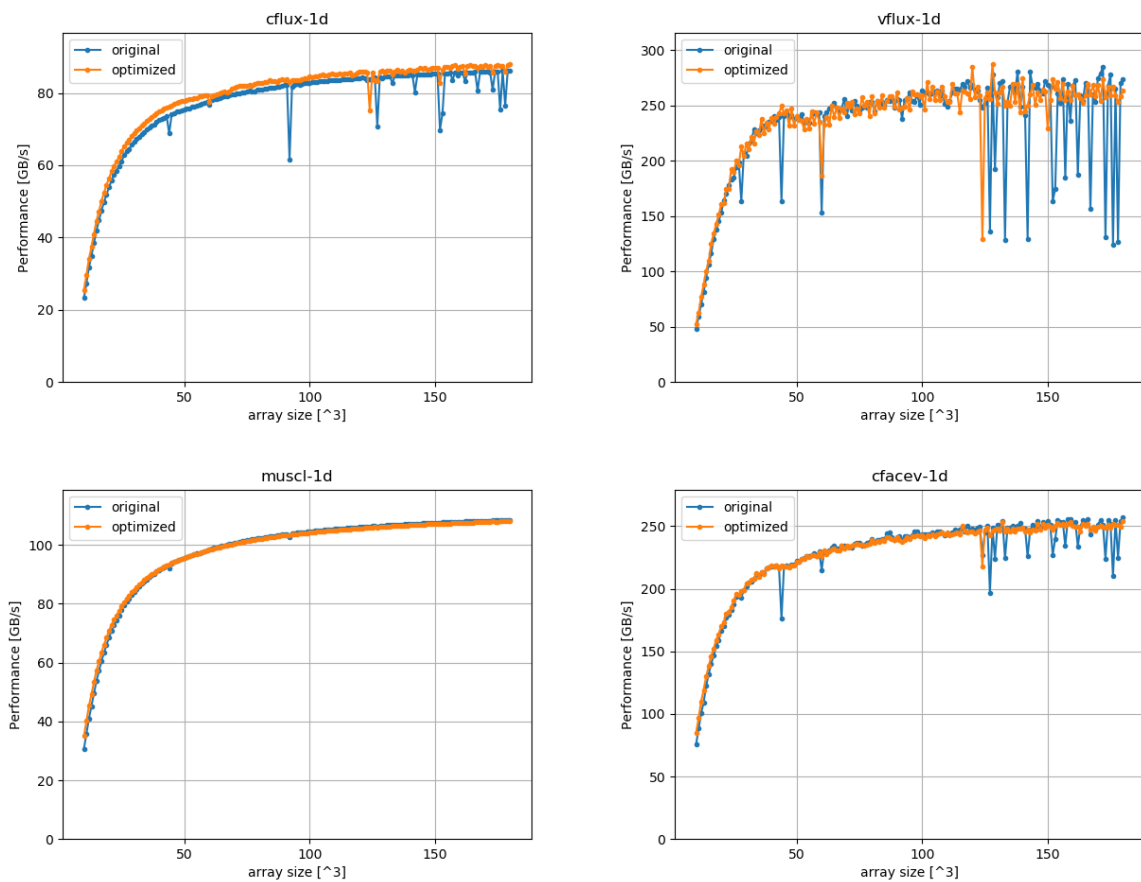 cflux-1d
original
optimized
Performance [GB/s]
80
60
40
20
0
50 100 150
array size [^3]
vflux-1d
original
optimized
Performance [GB/s]
300
250
200
150
100
50
0
50 100 150
array size [^3]
muscl-1d
original
optimized
Performance [GB/s]
100
80
60
40
20
0
50 100 150
array size [^3]
cfacev-1d
original
optimized
Performance [GB/s]
250
200
150
100
50
0
50 100 150
array size [^3]